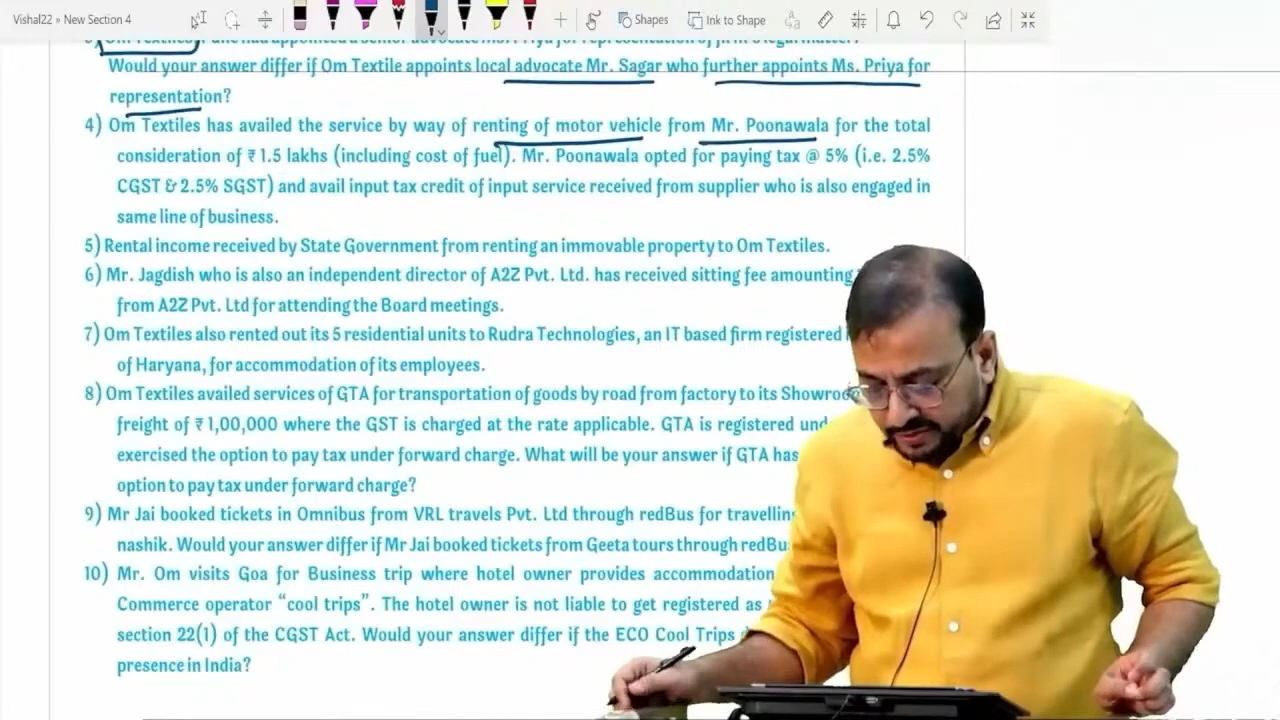 Vishal22 » New Section 4
Shapes
Ink to Shape
Would your answer differif Om Textile appoints local advocate Mr. Sagar who further appoints Ms. Priya for
representation?
4) Om Textiles has availed the service by way of renting of motor vehicle from Mr. Poonawala for the total
consideration of ₹ 1.5 lakhs (including cost of fuel). Mr. Poonawala opted for paying tax @ 5% (i.e. 2.5%
CGST & 2.5% SGST) and avail input tax credit of input service received from supplier who is also engaged in
same line of business.
5) Rental income received by State Government from renting an immovable property to Om Textiles.
6) Mr. Jagdish who is also an independent director of A2Z Pvt. Ltd. has received sitting fee amounting
from A2Z Pvt. Ltd for attending the Board meetings.
7) Om Textiles also rented out its 5 residential units to Rudra Technologies, an IT based firm registered
of Haryana, for accommodation of its employees.
8) Om Textiles availed services of GTA for transportation of goods by road from factory to its
freight of ₹ 1,00,000 where the GST is charged at the rate applicable. GTA is registered
exercised the option to pay tax under forward charge. What will be your answer if GTA has
option to pay tax under forward charge?
9) Mr Jai booked tickets in Omnibus from VRL travels Pvt. Ltd through redBus for
nashik. Would your answer differ if Mr Jai booked tickets from Geeta tours through
10) Mr. Om visits Goa for Business trip where hotel owner provides accommodation
Commerce operator “cool trips”. The hotel owner is not liable to get registered as
section 22(1) of the CGST Act. Would your answer differ if the ECO Cool Trips
presence in India?